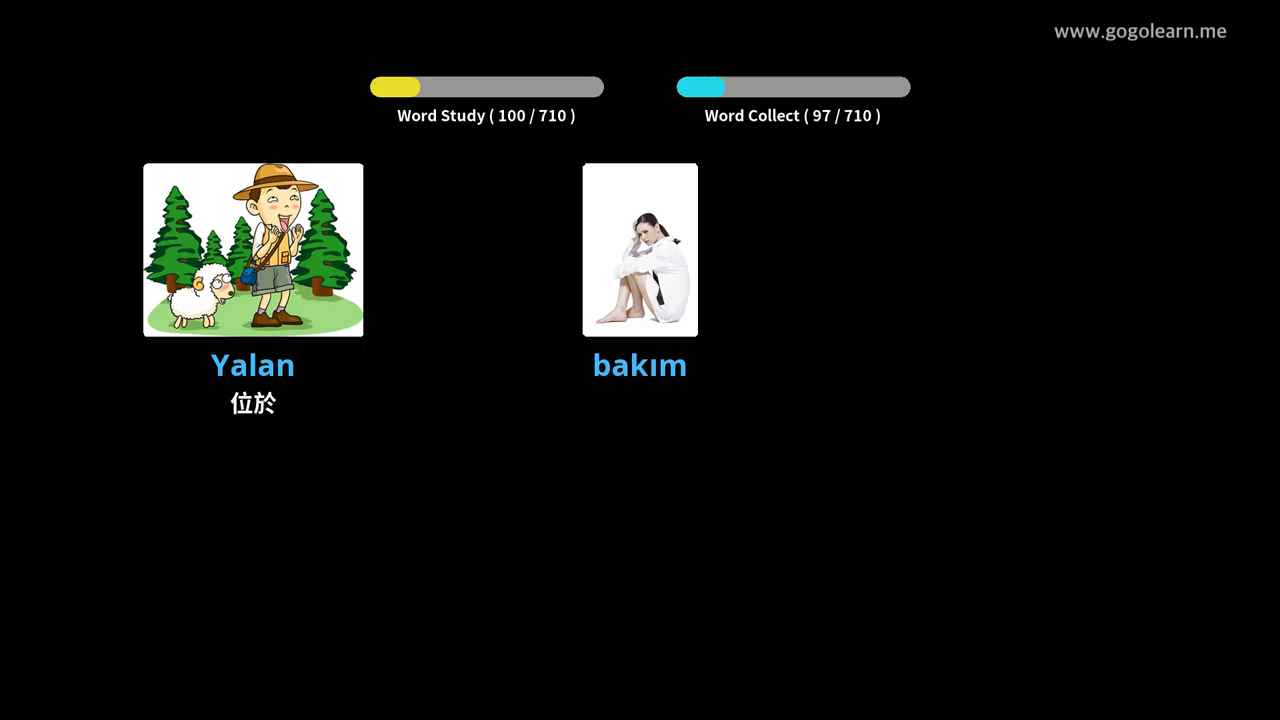 www.gogolearn.me
Word Study ( 100 / 710 )
Word Collect ( 97 / 710 )
Yalan
位於
bakım